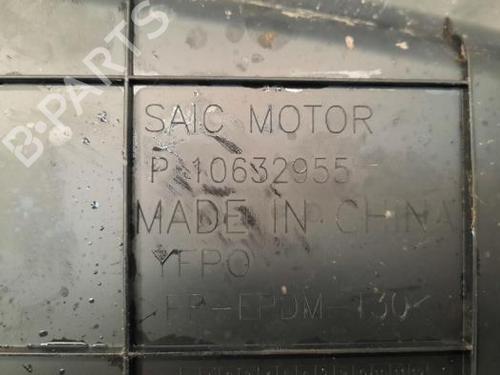 SAIC MOTOR
P 10632955
MADE IN CHINA
YFPO
PP-EPDM-T30
B-PARTS